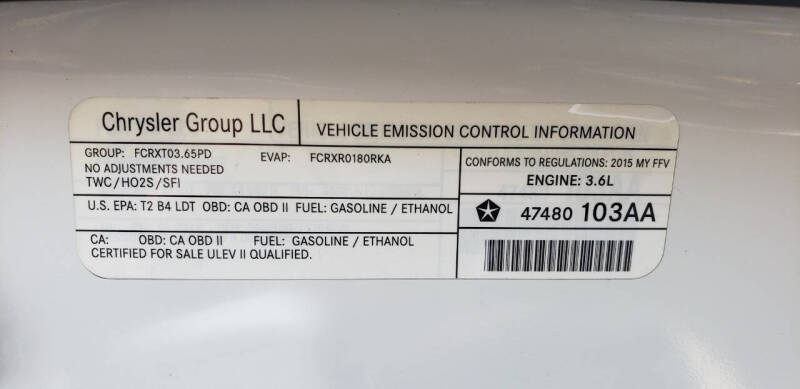 Chrysler Group LLC
VEHICLE EMISSION CONTROL INFORMATION
GROUP: FCRXT03.65PD EVAP: FCRXR0180RKA
NO ADJUSTMENTS NEEDED
TWC/HO2S/SFI
CONFORMS TO REGULATIONS: 2015 MY FFV
ENGINE: 3.6L
U.S. EPA: T2 B4 LDT OBD: CA OBD II FUEL: GASOLINE / ETHANOL
47480 103AA
CA: OBD: CA OBD II FUEL: GASOLINE / ETHANOL
CERTIFIED FOR SALE ULEV II QUALIFIED.